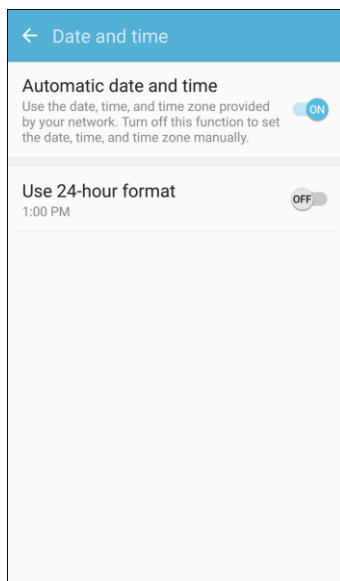 Date and time
Automatic date and time
Use the date, time, and time zone provided
by your network. Turn off this function to set
the date, time, and time zone manually.
ON
Use 24-hour format
1:00 PM
OFF